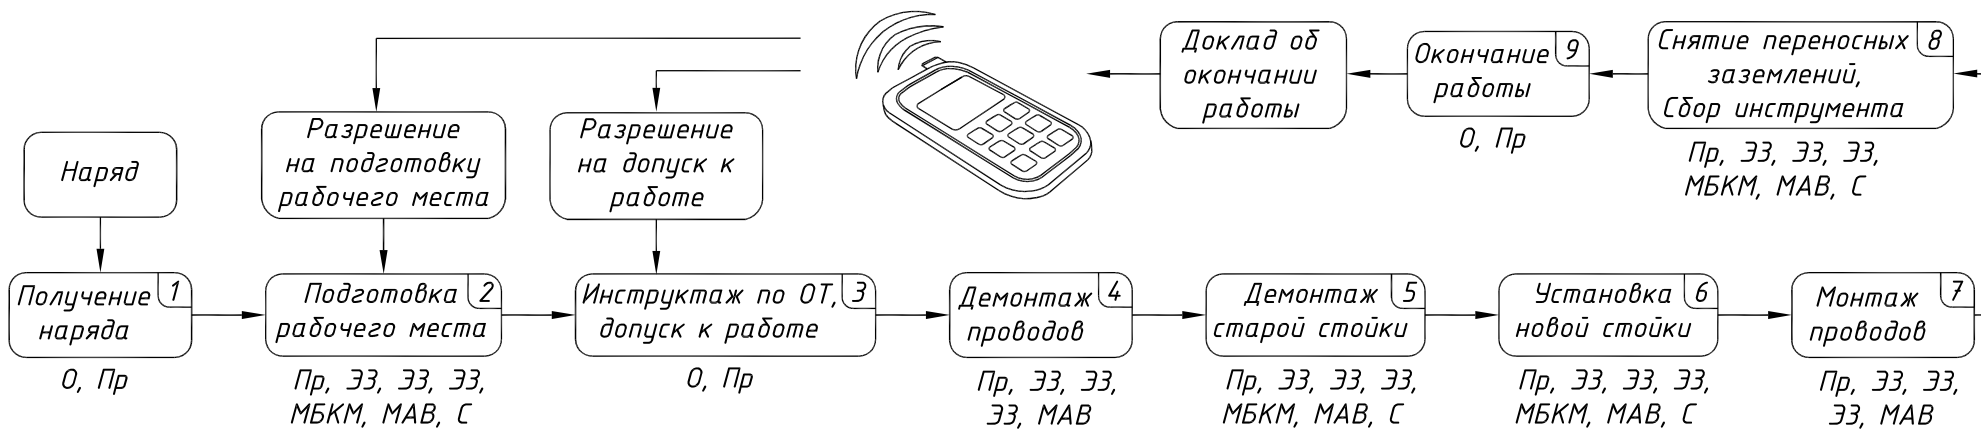 Наряд
Получение
наряда
1
О, Пр
Разрешение
на подготовку
рабочего места
Подготовка
рабочего места
2
Пр, ЭЗ, ЭЗ, ЭЗ,
МБКМ, МАВ, С
Разрешение
на допуск к
работе
Инструктаж по ОТ,
допуск к работе
3
О, Пр
Демонтаж
проводов
4
Пр, ЭЗ, ЭЗ,
ЭЗ, МАВ
Демонтаж
старой стойки
5
Пр, ЭЗ, ЭЗ, ЭЗ,
МБКМ, МАВ, С
Установка
новой стойки
6
Пр, ЭЗ, ЭЗ, ЭЗ,
МБКМ, МАВ, С
Монтаж
проводов
7
Пр, ЭЗ, ЭЗ,
ЭЗ, МАВ
Снятие переносных
заземлений,
Сбор инструмента
8
Пр, ЭЗ, ЭЗ, ЭЗ,
МБКМ, МАВ, С
Окончание
работы
9
О, Пр
Доклад об
окончании
работы